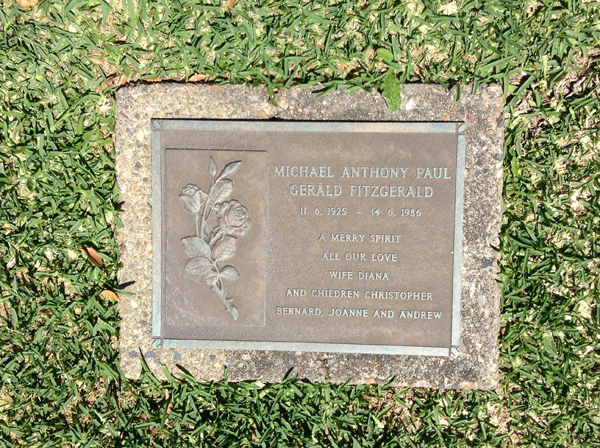 MICHAEL ANTHONY PAUL
GERALD FITZGERALD
11. 6. 1925 - 14. 6. 1986
A MERRY SPIRIT
ALL OUR LOVE
WIFE DIANA
AND CHILDREN CHRISTOPHER
BERNARD, JOANNE AND ANDREW